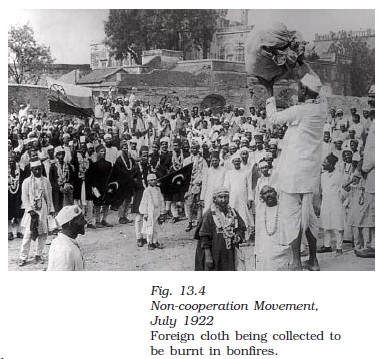 Fig. 13.4
Non-cooperation Movement,
July 1922
Foreign cloth being collected to
be burnt in bonfires.